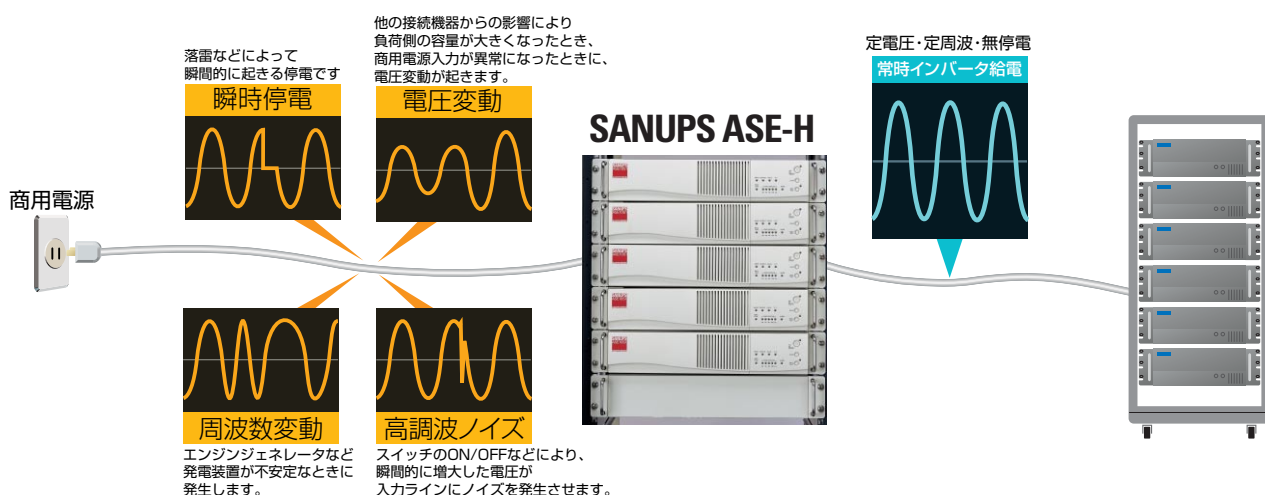 落雷などによって
瞬間的に起きる停電です
瞬時停電
他の接続機器からの影響により
負荷側の容量が大きくなったとき、
商用電源入力が異常になったときに、
電圧変動が起きます。
電圧変動
定電圧・定周波・無停電
常時インバータ給電
SANUPS ASE-H
商用電源
周波数変動
エンジンジェネレータなど
発電装置が不安定なときに
発生します。
高調波ノイズ
スイッチのON/OFFなどにより、
瞬間的に増大した電圧が
入力ラインにノイズを発生させます。